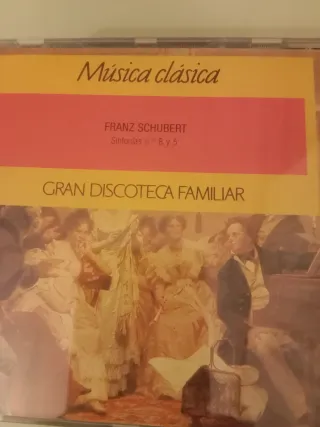 Música clásica
FRANZ SCHUBERT
Sinfonías n.º 8 y 5
GRAN DISCOTECA FAMILIAR